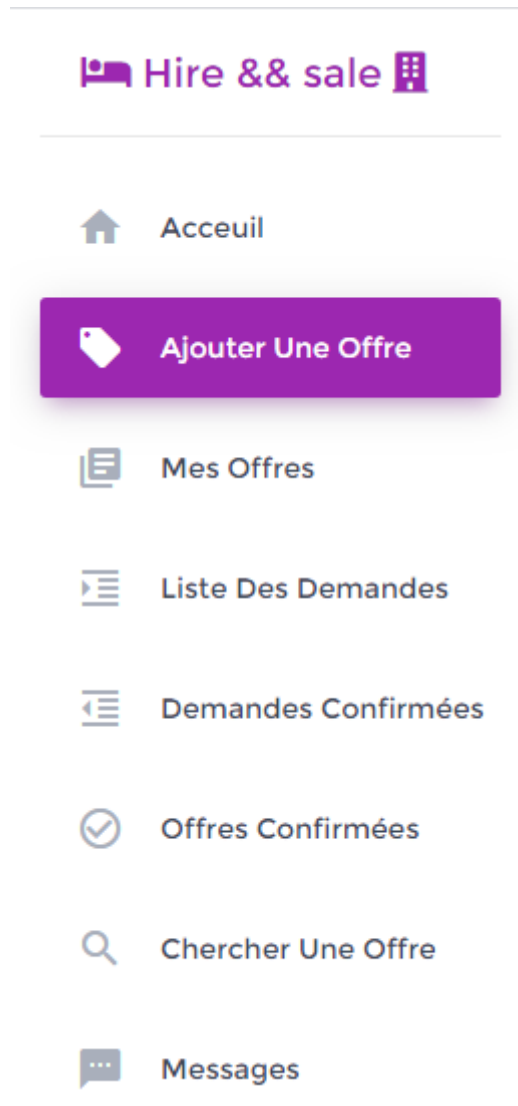 Hire && sale
Acceuil
Ajouter Une Offre
Mes Offres
Liste Des Demandes
Demandes Confirmées
Offres Confirmées
Chercher Une Offre
Messages